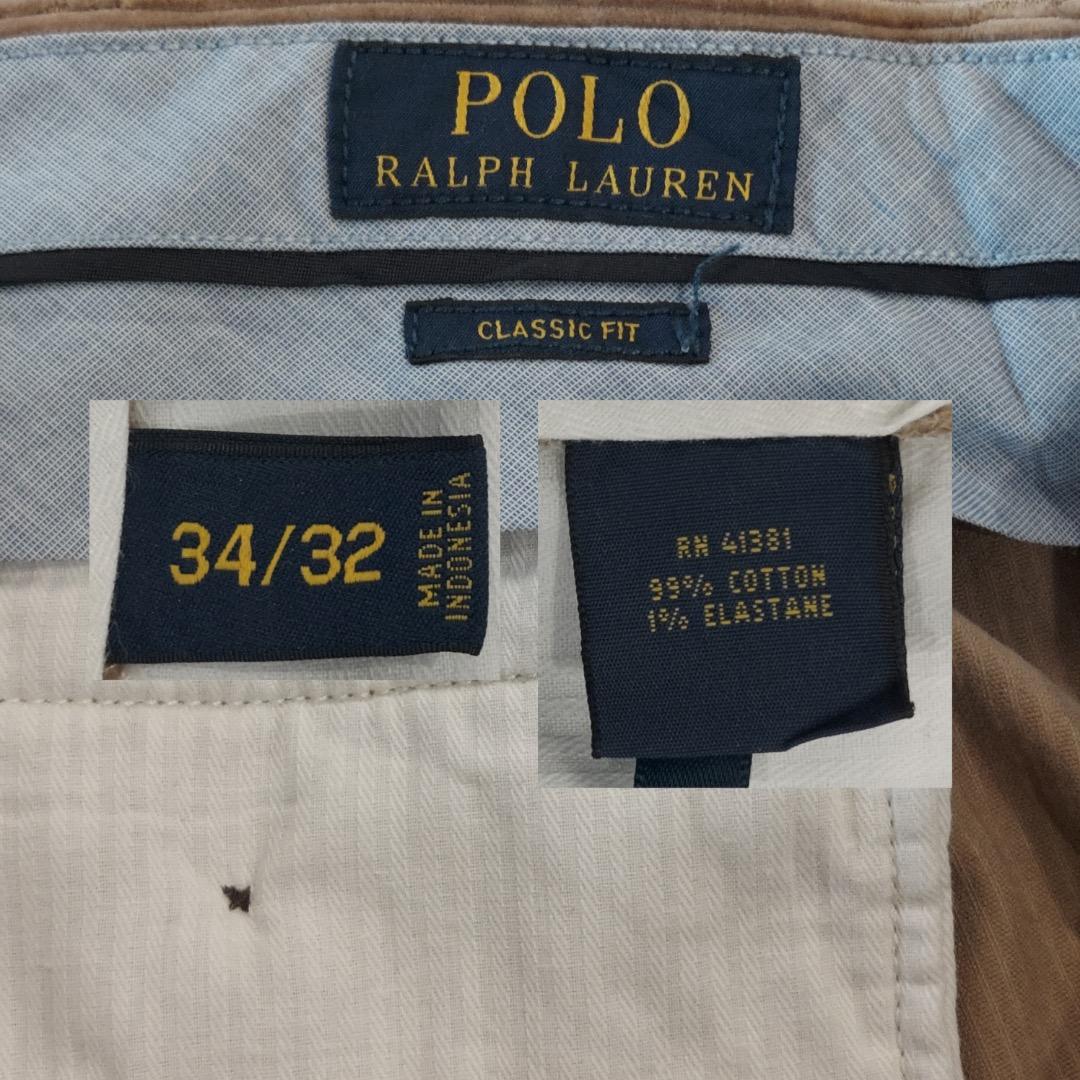 POLO
RALPH LAUREN
CLASSIC FIT
34/32
MADE IN
INDONESIA
RN 41381
99% COTTON
1% ELASTANE